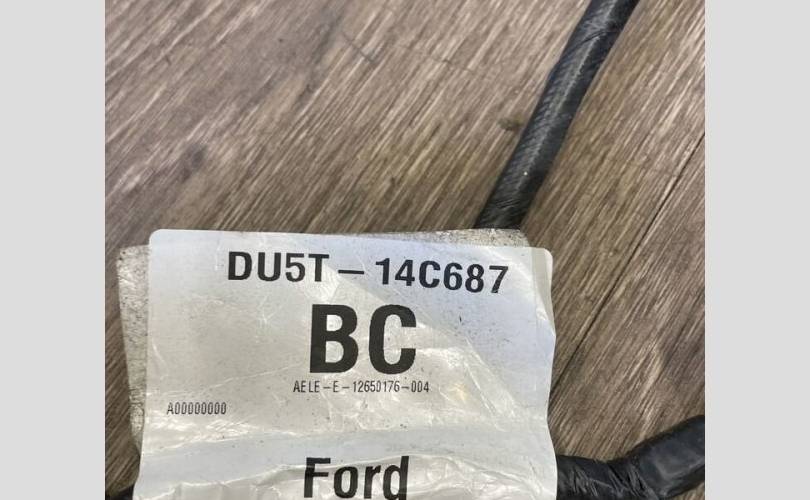 DU5T – 14C687
BC
AELE – E – 12650176 – 004
A00000000
Ford